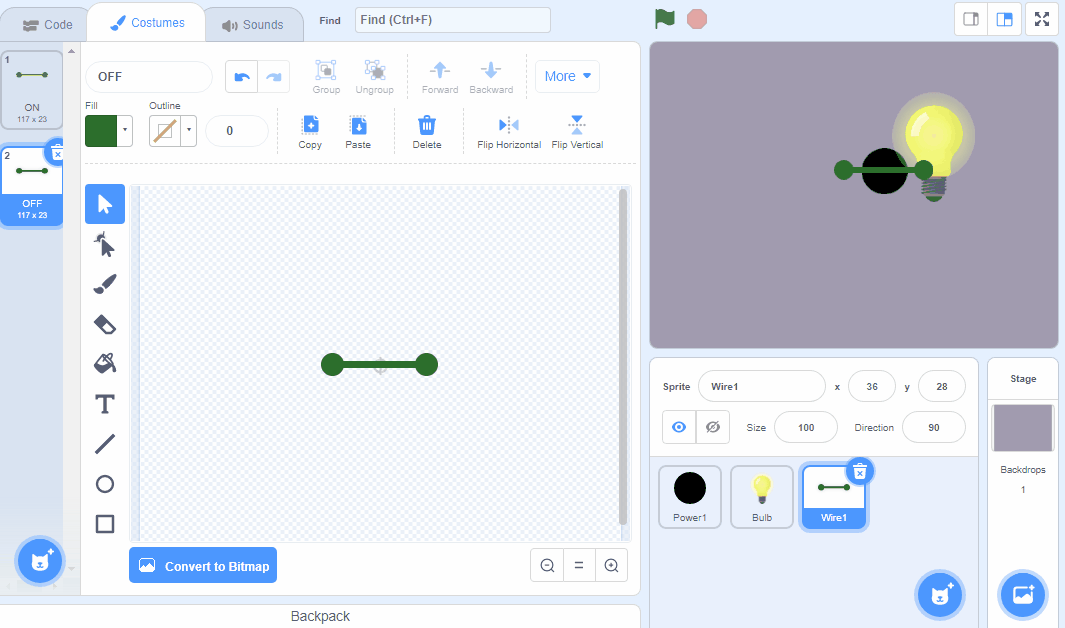 Code
Costumes
Sounds
Find
Find (Ctrl+F)
1
ON
117 x 23
2
OFF
117 x 23
OFF
Group
Ungroup
Forward
Backward
More
Fill
Outline
0
Copy
Paste
Delete
Flip Horizontal
Flip Vertical
T
Convert to Bitmap
Backpack
Sprite
Wire1
x
36
y
28
Size
100
Direction
90
Power1
Bulb
Wire1
Stage
Backdrops
1